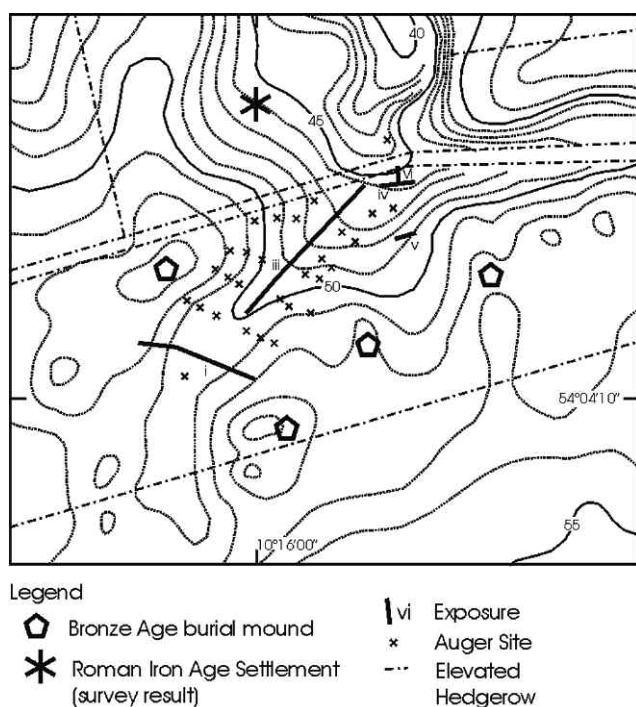 40
45
vi
iv
v
iii
50
i
54°04'10"
10°16'00"
55
Legend
Bronze Age burial mound
Roman Iron Age Settlement
(survey result)
vi Exposure
Auger Site
Elevated
Hedgerow